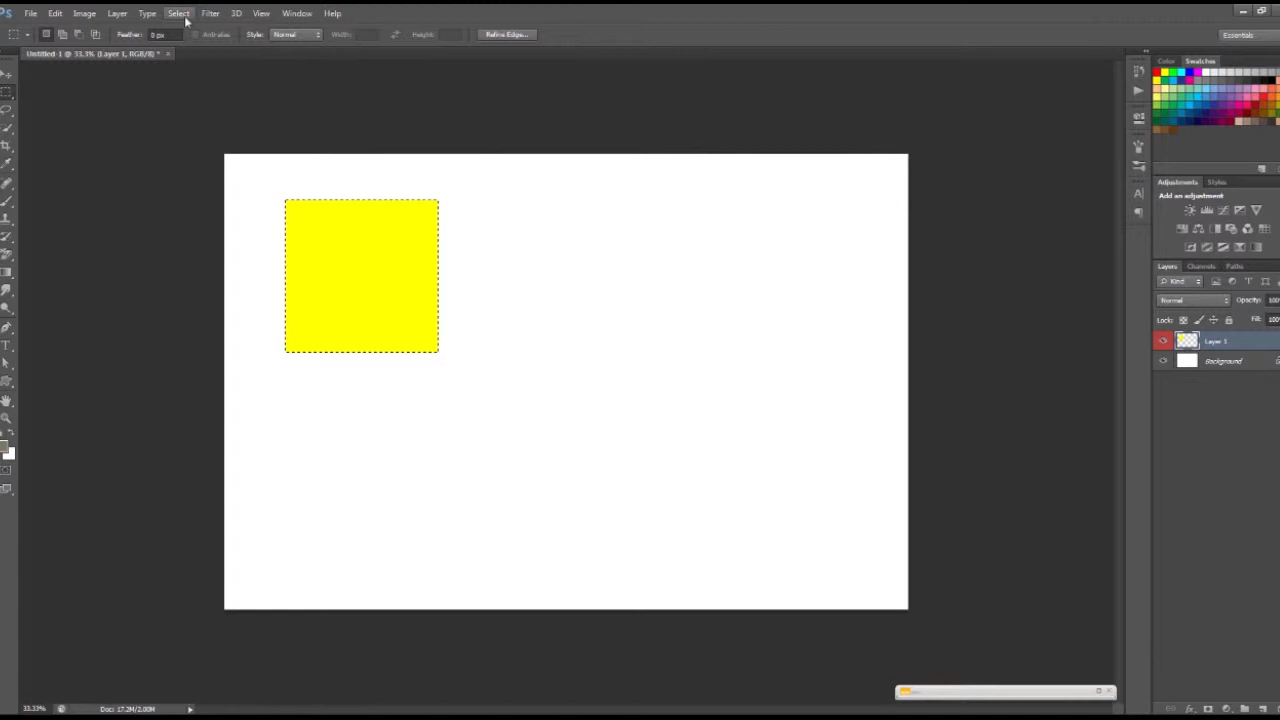 Ps File Edit Image Layer Type Select Filter 3D View Window Help
Feather: 0 px Anti-alias Style: Normal Width: Height: Refine Edge... Essentials
Untitled-1 @ 33.3% (Layer 1, RGB/8) * ×
Color Swatches
Adjustments Styles
Add an adjustment
Layers Channels Paths
Kind
Normal Opacity: 100
Lock: Fill: 100
Layer 1
Background
33.33% Doc: 17.2M/2.00M